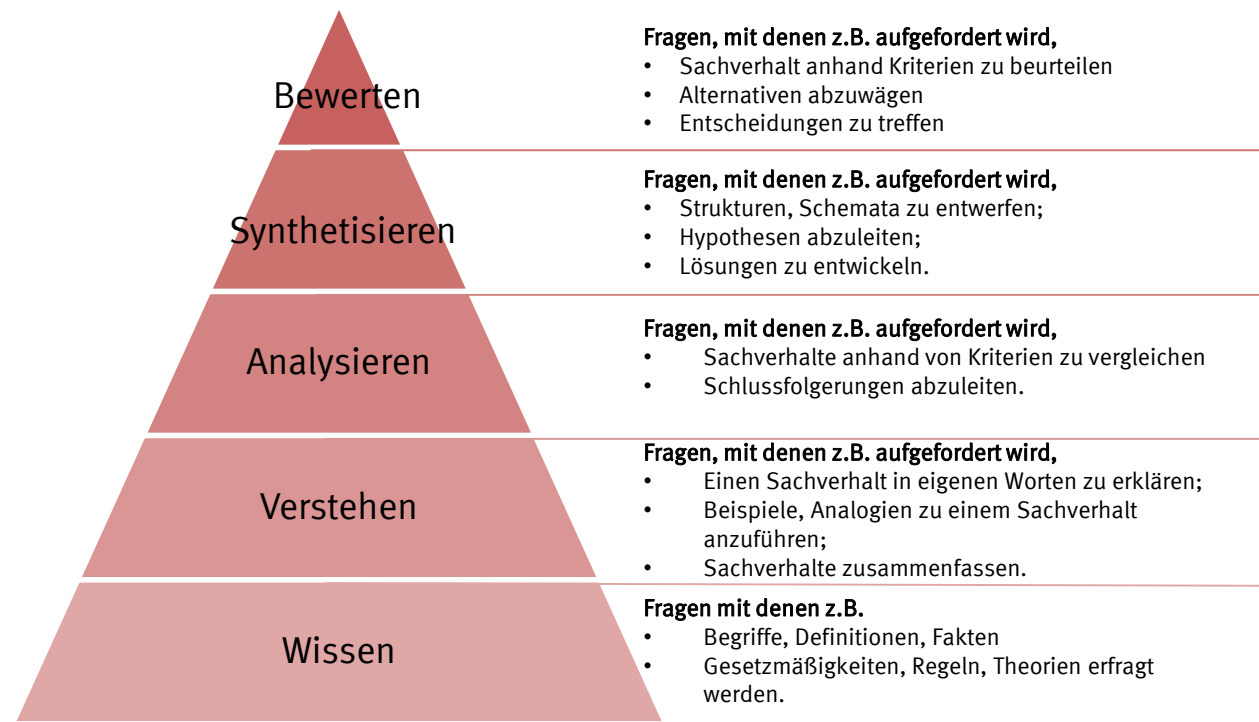 Bewerten
Fragen, mit denen z.B. aufgefordert wird,
• Sachverhalt anhand Kriterien zu beurteilen
• Alternativen abzuwägen
• Entscheidungen zu treffen
Synthetisieren
Fragen, mit denen z.B. aufgefordert wird,
• Strukturen, Schemata zu entwerfen;
• Hypothesen abzuleiten;
• Lösungen zu entwickeln.
Analysieren
Fragen, mit denen z.B. aufgefordert wird,
• Sachverhalte anhand von Kriterien zu vergleichen
• Schlussfolgerungen abzuleiten.
Verstehen
Fragen, mit denen z.B. aufgefordert wird,
• Einen Sachverhalt in eigenen Worten zu erklären;
• Beispiele, Analogien zu einem Sachverhalt
anzuführen;
• Sachverhalte zusammenfassen.
Wissen
Fragen mit denen z.B.
• Begriffe, Definitionen, Fakten
• Gesetzmäßigkeiten, Regeln, Theorien erfragt
werden.